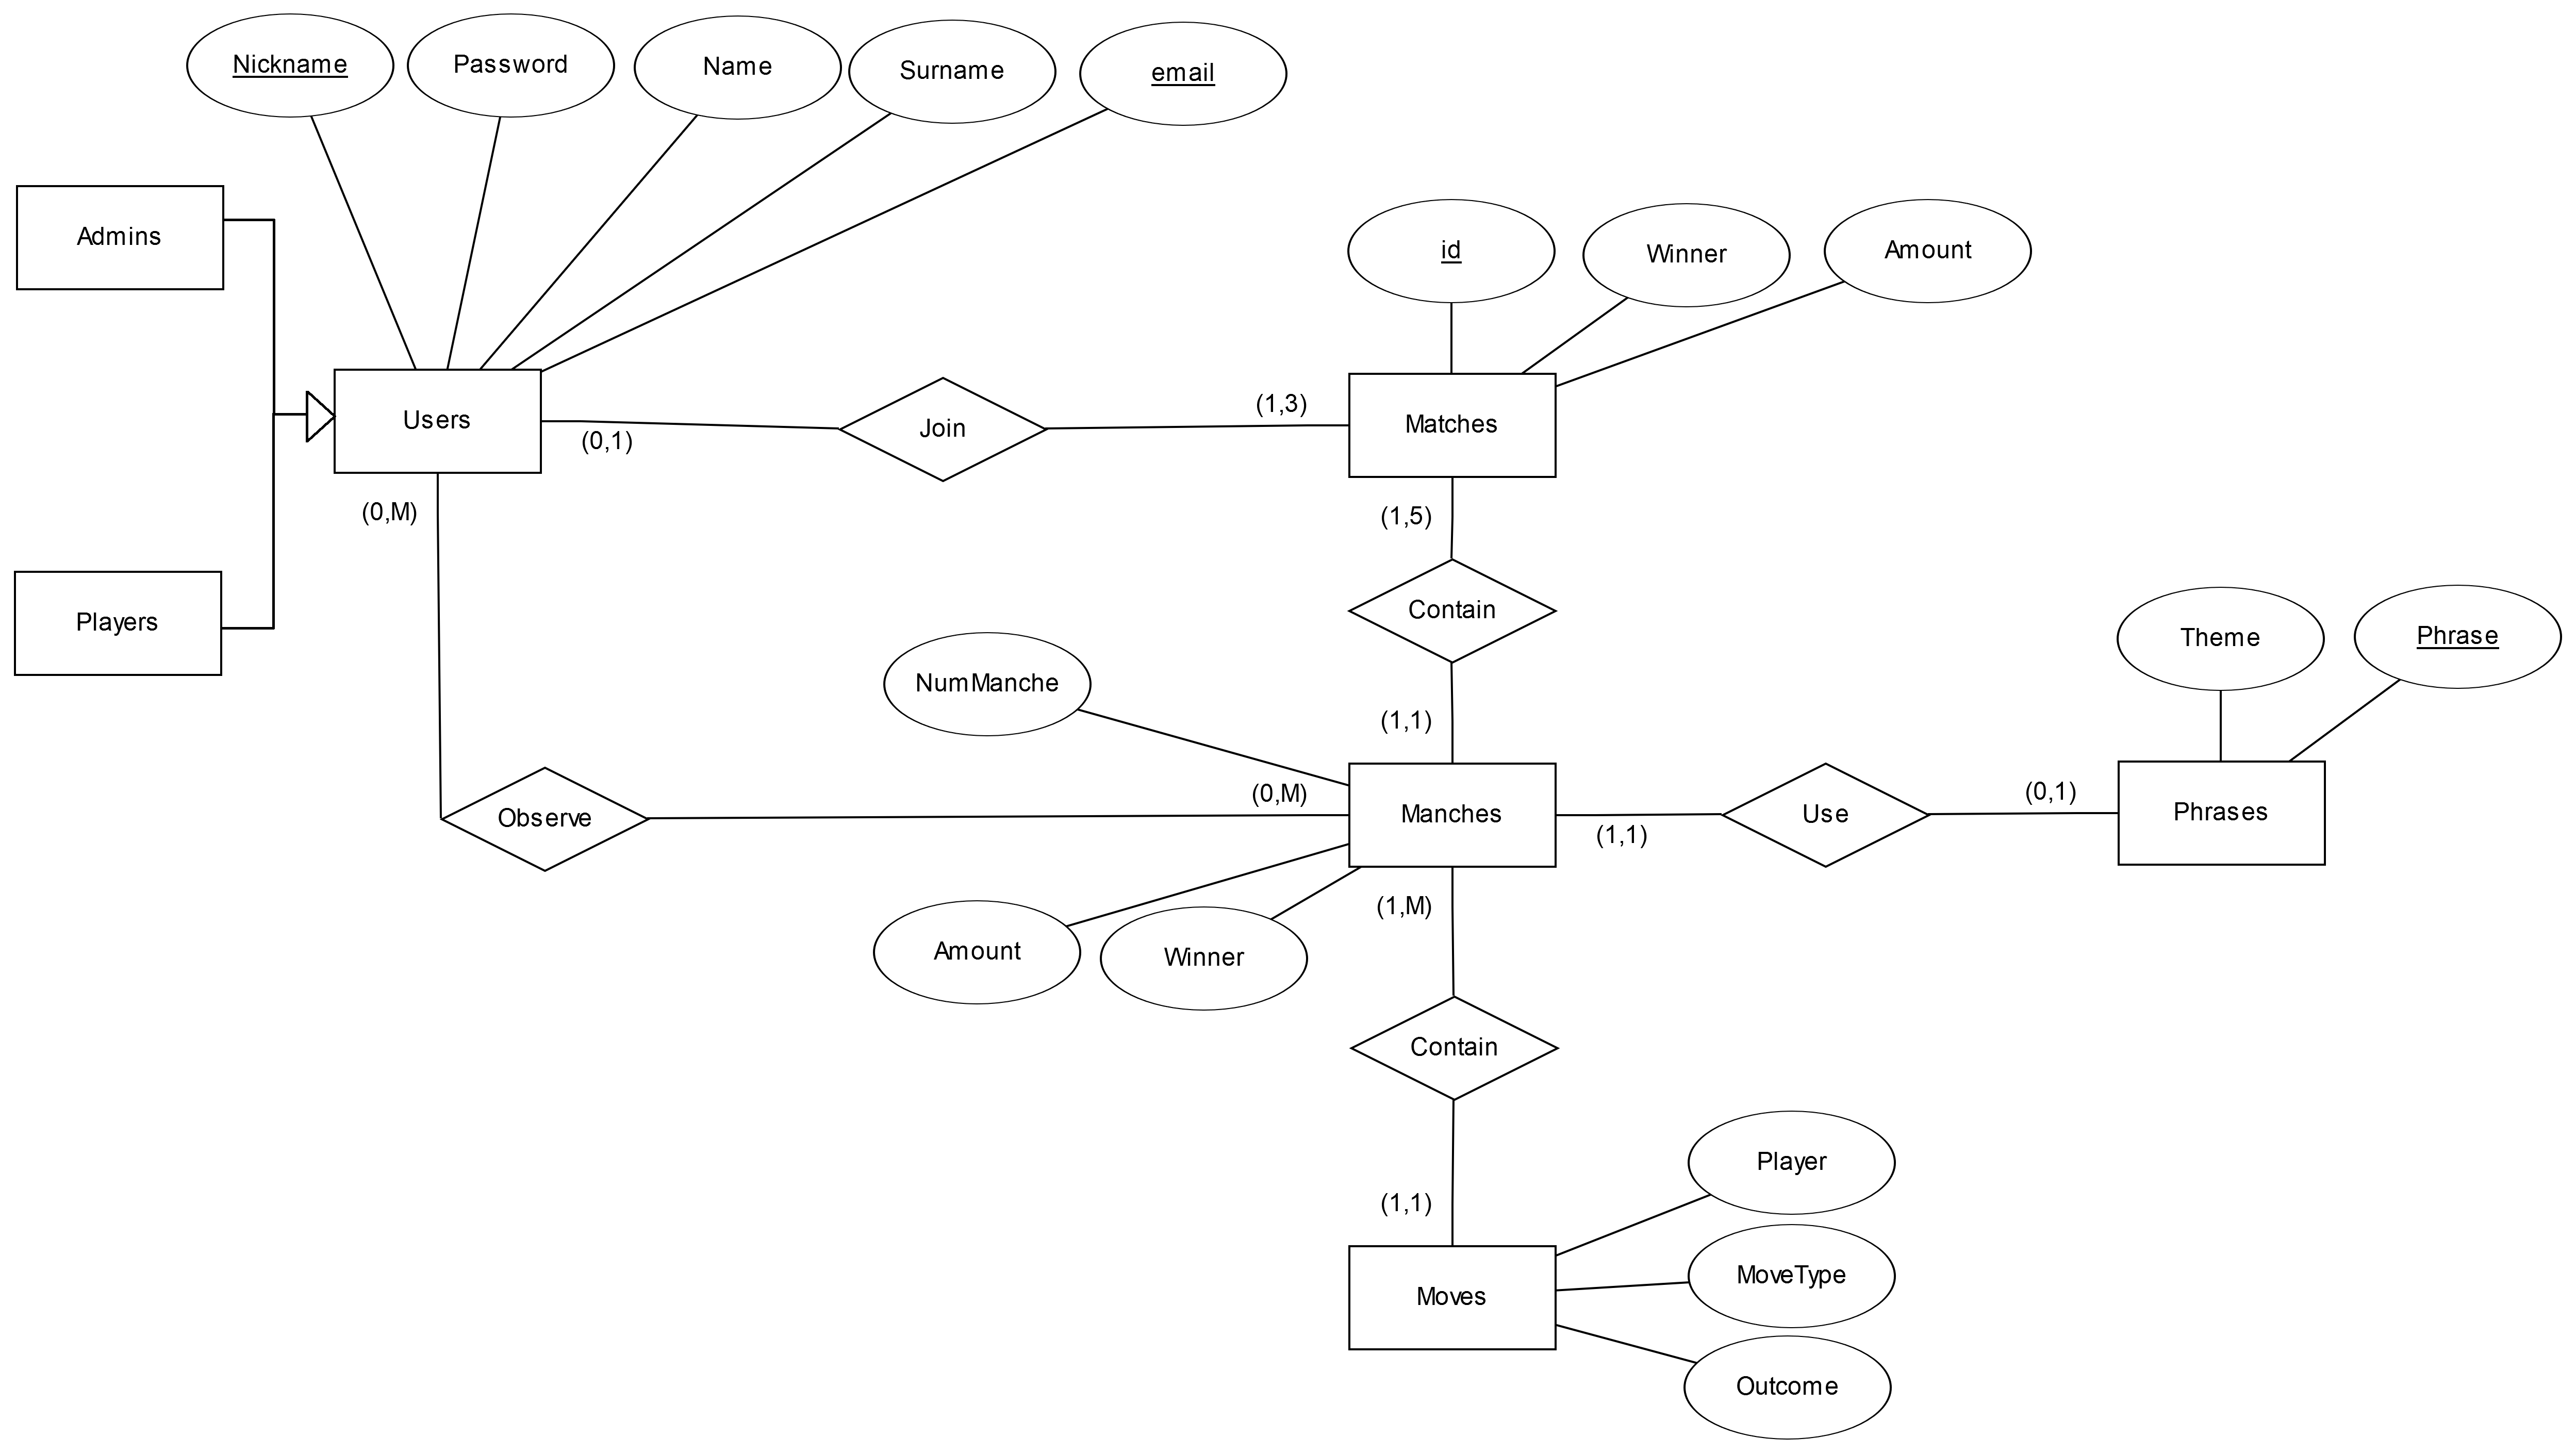 Nickname
Password
Name
Surname
email
Admins
id
Winner
Amount
Users
(0,1)
Join
(1,3)
Matches
(0,M)
(1,5)
Players
Contain
Theme
Phrase
NumManche
(1,1)
Observe
(0,M)
Manches
(1,1)
Use
(0,1)
Phrases
Amount
Winner
(1,M)
Contain
(1,1)
Moves
Player
MoveType
Outcome